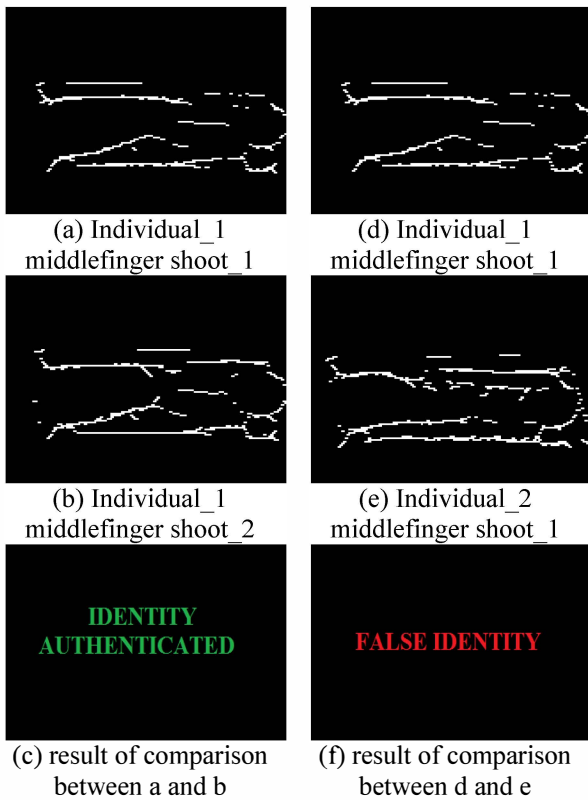 (a) Individual_1
middlefinger shoot_1
(d) Individual_1
middlefinger shoot_1
(b) Individual_1
middlefinger shoot_2
(e) Individual_2
middlefinger shoot_1
IDENTITY
AUTHENTICATED
FALSE IDENTITY
(c) result of comparison
between a and b
(f) result of comparison
between d and e